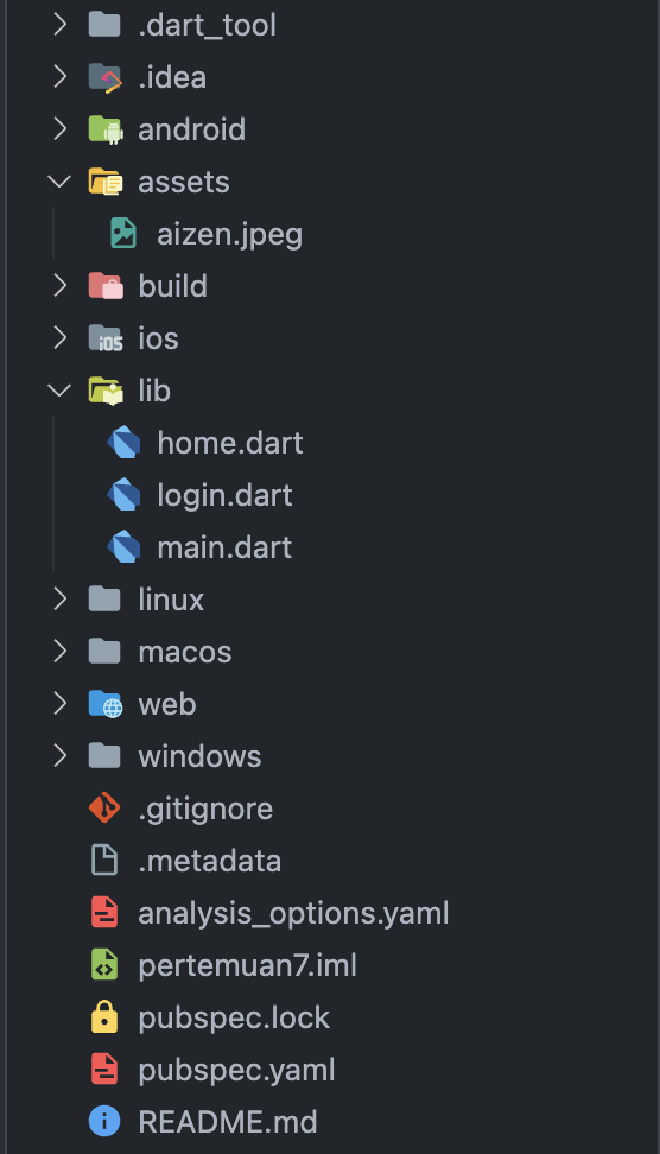 .dart_tool
.idea
android
assets
aizen.jpeg
build
ios
lib
home.dart
login.dart
main.dart
linux
macos
web
windows
.gitignore
.metadata
analysis_options.yaml
pertemuan7.iml
pubspec.lock
pubspec.yaml
README.md